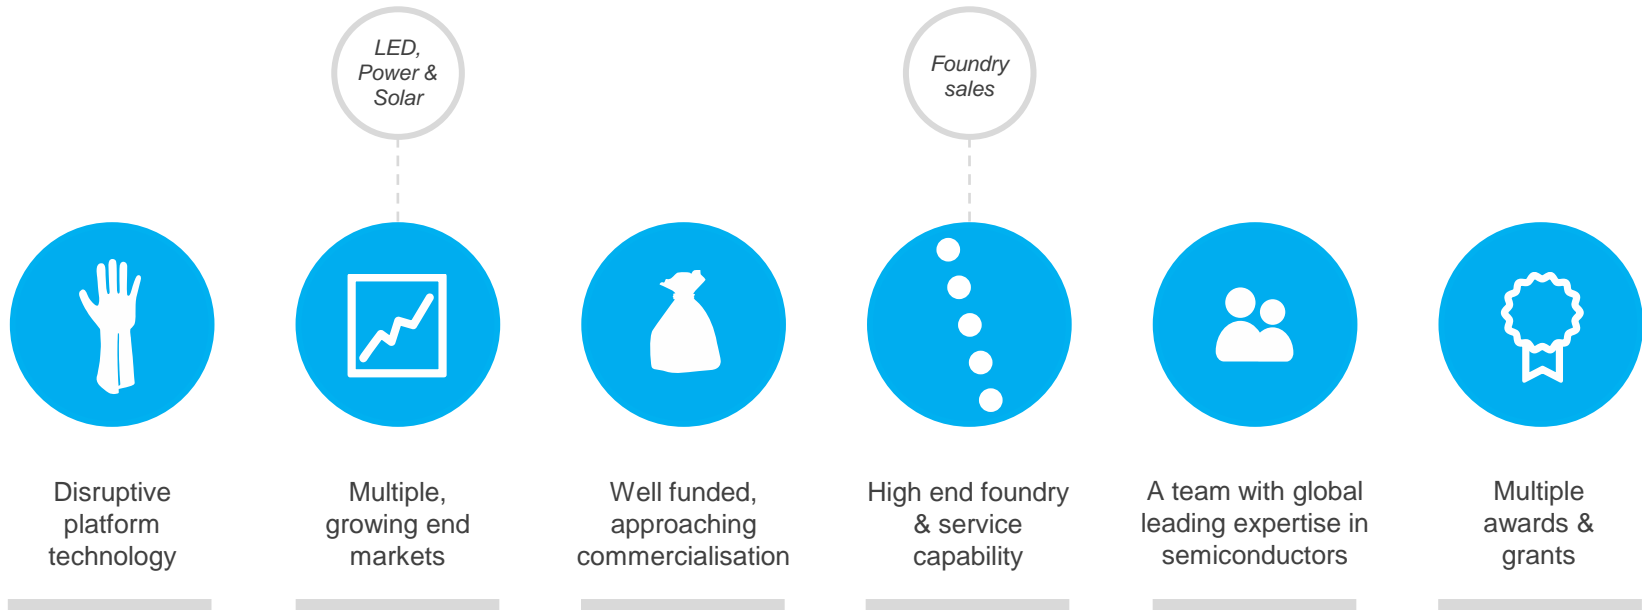 LED,
Power &
Solar
Foundry
sales
Disruptive
platform
technology
Multiple,
growing end
markets
Well funded,
approaching
commercialisation
High end foundry
& service
capability
A team with global
leading expertise in
semiconductors
Multiple
awards &
grants